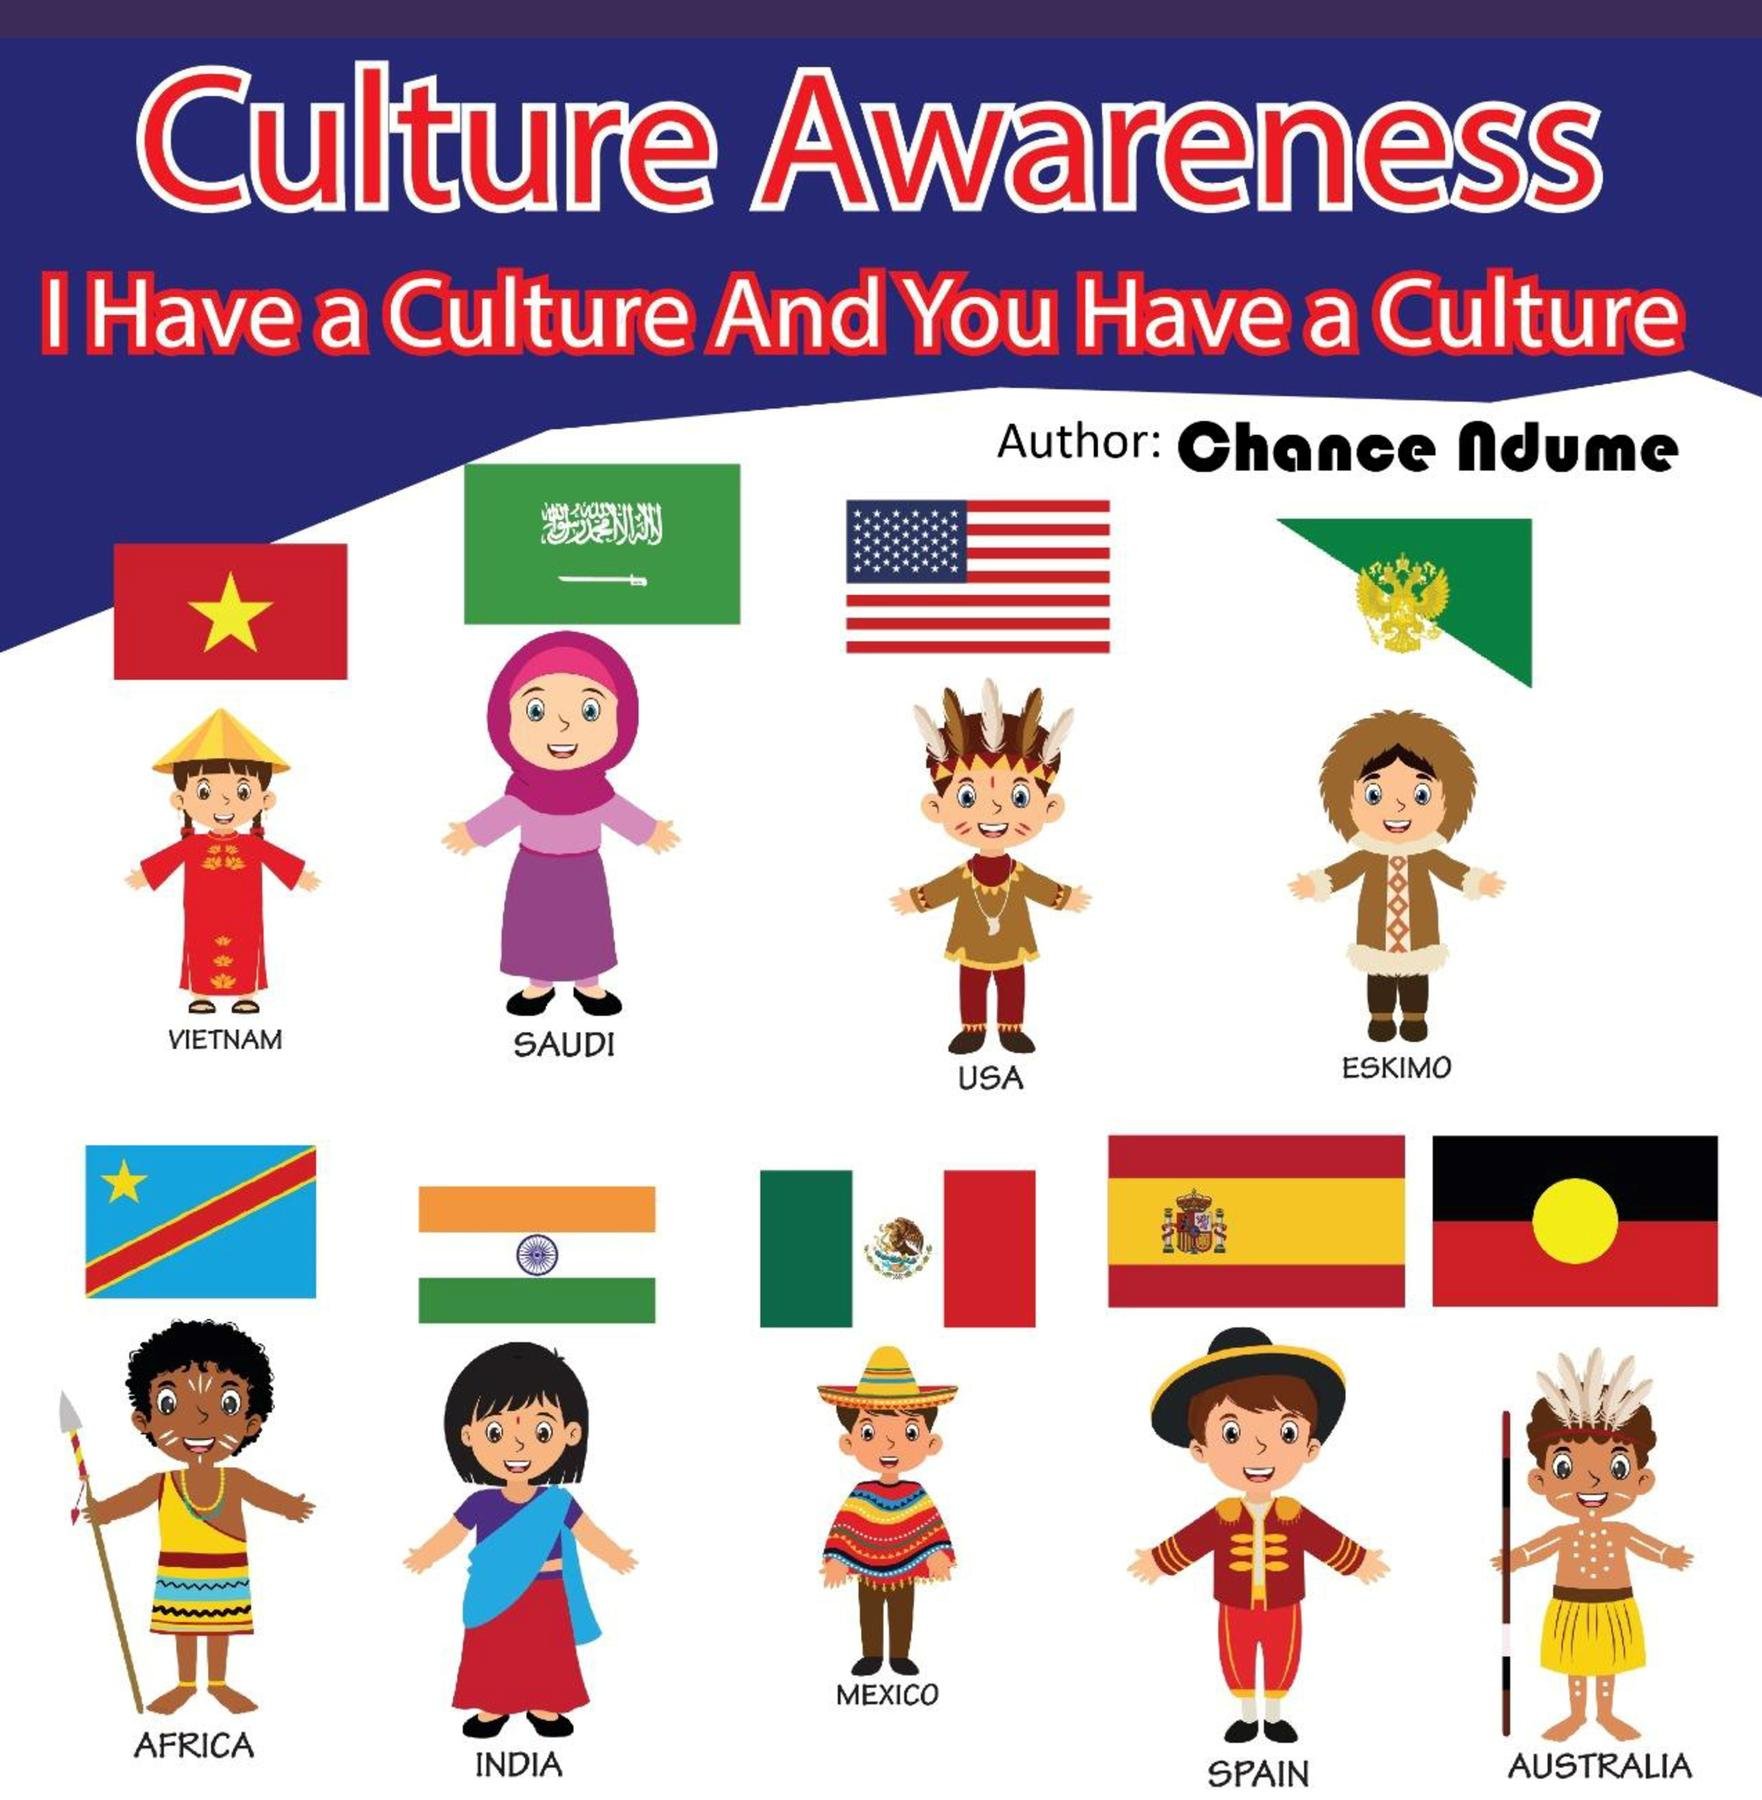 Culture Awareness
I Have a Culture And You Have a Culture
Author: Chance Ndume
VIETNAM
SAUDI
USA
ESKIMO
AFRICA
INDIA
MEXICO
SPAIN
AUSTRALIA